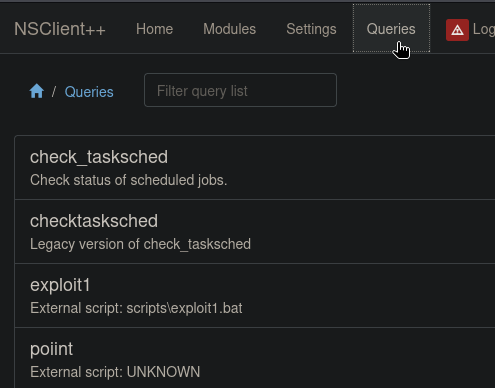 NSClient++ Home Modules Settings Queries Log
/ Queries Filter query list
check_tasksched
Check status of scheduled jobs.
checktasksched
Legacy version of check_tasksched
exploit1
External script: scripts\exploit1.bat
poiint
External script: UNKNOWN